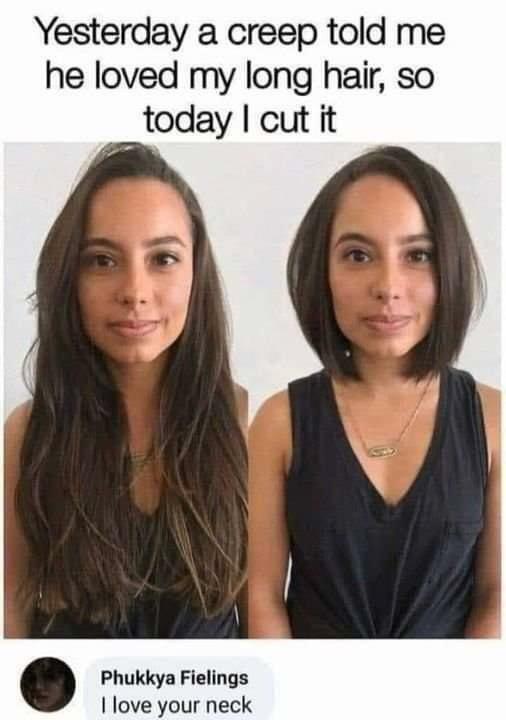 Yesterday a creep told me
he loved my long hair, so
today I cut it
Phukkya Fielings
I love your neck